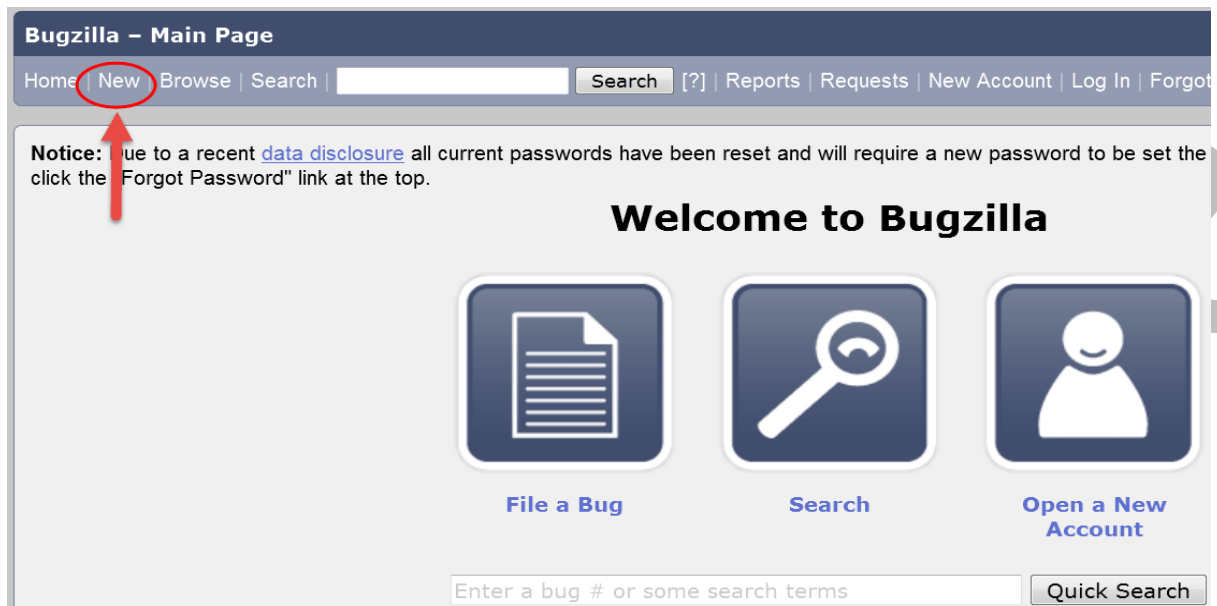 Bugzilla – Main Page
Home | New | Browse | Search | Search [?] | Reports | Requests | New Account | Log In | Forgot
Notice: Due to a recent data disclosure all current passwords have been reset and will require a new password to be set the
click the "Forgot Password" link at the top.
Welcome to Bugzilla
File a Bug
Search
Open a New
Account
Enter a bug # or some search terms
Quick Search